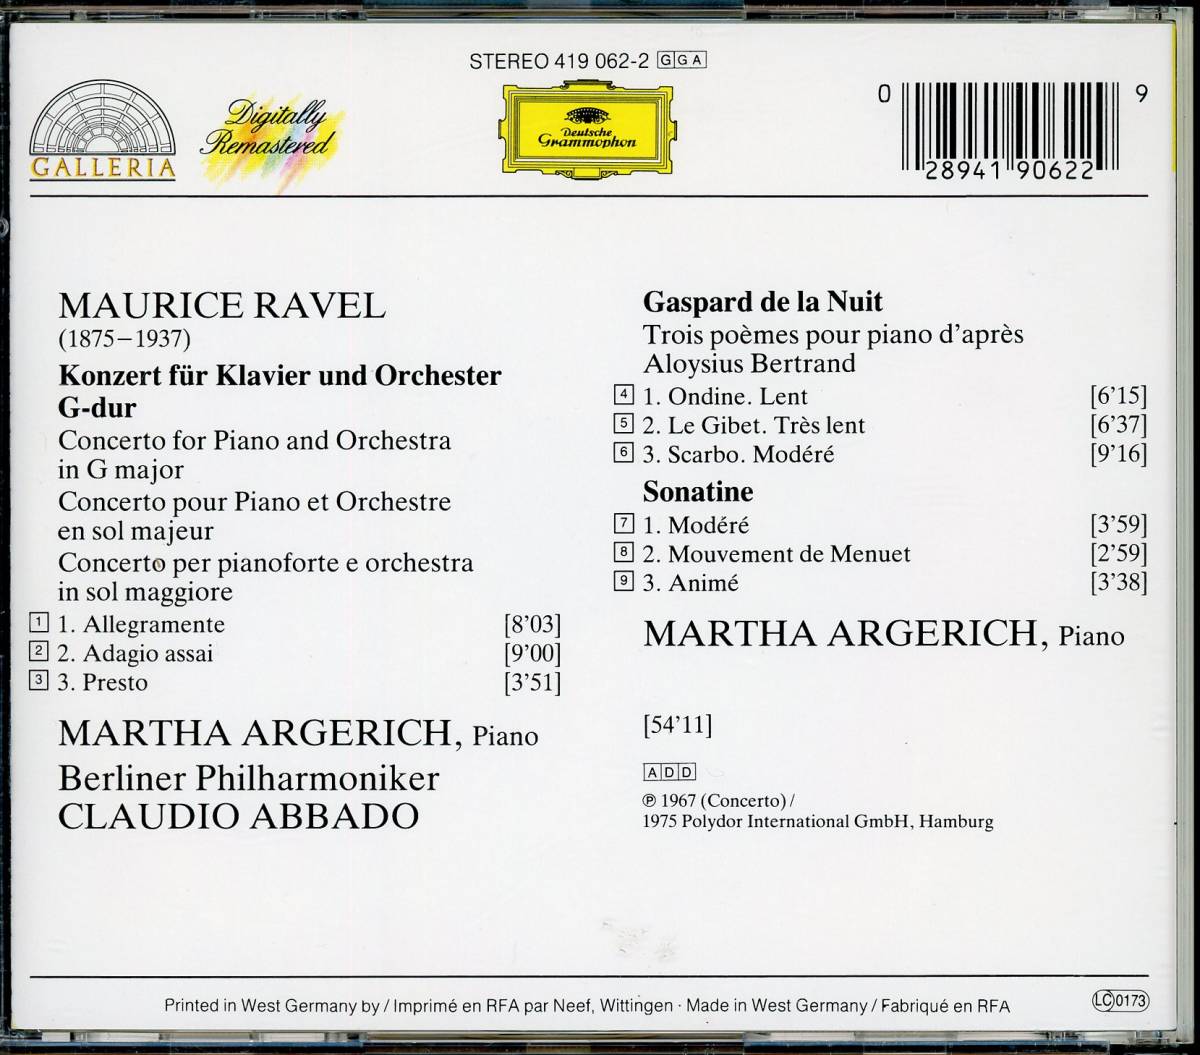 STEREO 419 062-2 GGA
GALLERIA
Digitally
Remastered
Deutsche
Grammophon
0 28941 90622 9
MAURICE RAVEL
(1875–1937)
Konzert für Klavier und Orchester
G-dur
Concerto for Piano and Orchestra
in G major
Concerto pour Piano et Orchestre
en sol majeur
Concerto per pianoforte e orchestra
in sol maggiore
1 1. Allegramente [8'03]
2 2. Adagio assai [9'00]
3 3. Presto [3'51]
MARTHA ARGERICH, Piano
Berliner Philharmoniker
CLAUDIO ABBADO
Gaspard de la Nuit
Trois poèmes pour piano d'après
Aloysius Bertrand
4 1. Ondine. Lent [6'15]
5 2. Le Gibet. Très lent [6'37]
6 3. Scarbo. Modéré [9'16]
Sonatine
7 1. Modéré [3'59]
8 2. Mouvement de Menuet [2'59]
9 3. Animé [3'38]
MARTHA ARGERICH, Piano
[54'11]
ADD
℗ 1967 (Concerto) /
1975 Polydor International GmbH, Hamburg
Printed in West Germany by / Imprimé en RFA par Neef, Wittingen · Made in West Germany / Fabriqué en RFA
LC 0173